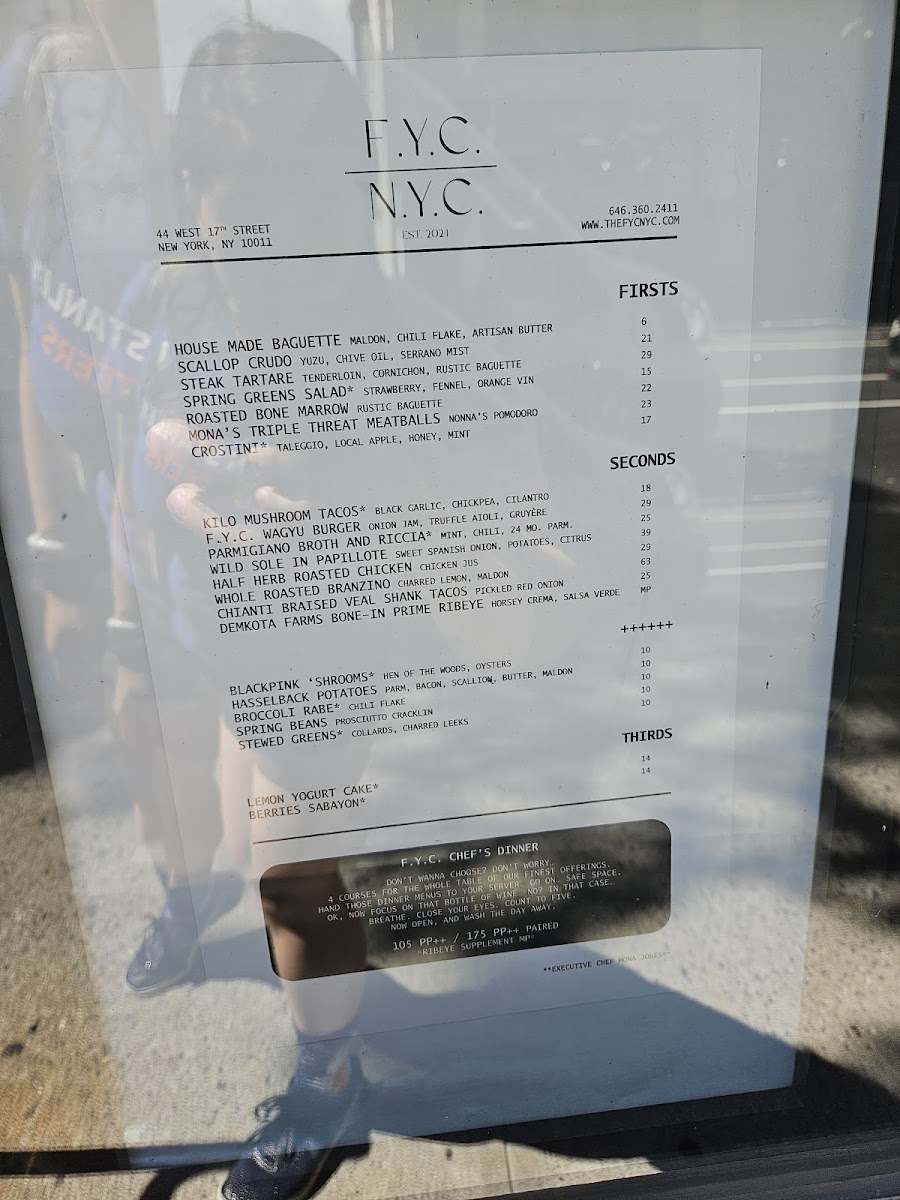 F.Y.C.
N.Y.C.
EST. 2024
44 WEST 17TH STREET
NEW YORK, NY 10011
646.360.2411
WWW.THEFYCNYC.COM
FIRSTS
HOUSE MADE BAGUETTE MALDON, CHILI FLAKE, ARTISAN BUTTER 6
SCALLOP CRUDO YUZU, CHIVE OIL, SERRANO MIST 21
STEAK TARTARE TENDERLOIN, CORNICHON, RUSTIC BAGUETTE 29
SPRING GREENS SALAD* STRAWBERRY, FENNEL, ORANGE VIN 15
ROASTED BONE MARROW RUSTIC BAGUETTE 22
MONA'S TRIPLE THREAT MEATBALLS NONNA'S POMODORO 23
CROSTINI* TALEGGIO, LOCAL APPLE, HONEY, MINT 17
SECONDS
KILO MUSHROOM TACOS* BLACK GARLIC, CHICKPEA, CILANTRO 18
F.Y.C. WAGYU BURGER ONION JAM, TRUFFLE AIOLI, GRUYÈRE 29
PARMIGIANO BROTH AND RICCIA* MINT, CHILI, 24 MO. PARM. 25
WILD SOLE IN PAPILLOTE SWEET SPANISH ONION, POTATOES, CITRUS 39
HALF HERB ROASTED CHICKEN CHICKEN JUS 29
WHOLE ROASTED BRANZINO CHARRED LEMON, MALDON 63
CHIANTI BRAISED VEAL SHANK TACOS PICKLED RED ONION 25
DEMKOTA FARMS BONE-IN PRIME RIBEYE HORSEY CREMA, SALSA VERDE MP
++++++
BLACKPINK 'SHROOMS* HEN OF THE WOODS, OYSTERS 10
HASSELBACK POTATOES PARM, BACON, SCALLION, BUTTER, MALDON 10
BROCCOLI RABE* CHILI FLAKE 10
SPRING BEANS PROSCIUTTO CRACKLIN 10
STEWED GREENS* COLLARDS, CHARRED LEEKS 10
THIRDS
LEMON YOGURT CAKE* 14
BERRIES SABAYON* 14
F.Y.C. CHEF'S DINNER
DON'T WANNA CHOOSE? DON'T WORRY…
4 COURSES FOR THE WHOLE TABLE OF OUR FINEST OFFERINGS.
HAND THOSE DINNER MENUS TO YOUR SERVER. GO ON. SAFE SPACE.
OK, NOW FOCUS ON THAT BOTTLE OF WINE. NO? IN THAT CASE…
BREATHE. CLOSE YOUR EYES. COUNT TO FIVE.
NOW OPEN, AND WASH THE DAY AWAY.
105 PP++ / 175 PP++ PAIRED
*RIBEYE SUPPLEMENT MP*
**EXECUTIVE CHEF MONA JONES**